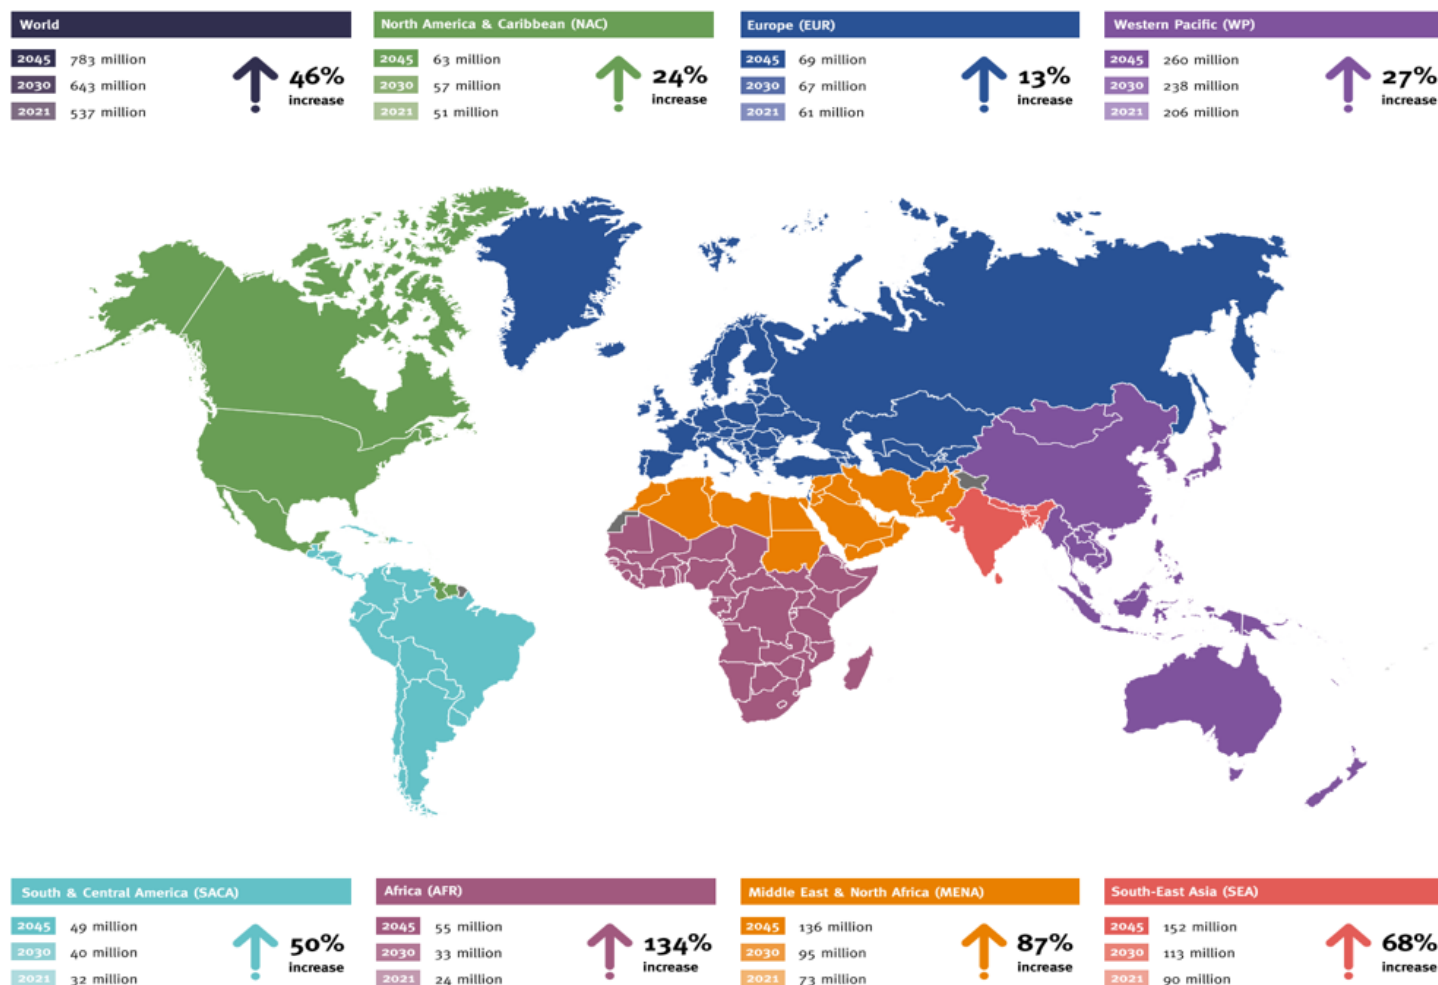 World
2045 783 million
2030 643 million
2021 537 million
46%
increase
North America & Caribbean (NAC)
2045 63 million
2030 57 million
2021 51 million
24%
increase
Europe (EUR)
2045 69 million
2030 67 million
2021 61 million
13%
increase
Western Pacific (WP)
2045 260 million
2030 238 million
2021 206 million
27%
increase
South & Central America (SACA)
2045 49 million
2030 40 million
2021 32 million
50%
increase
Africa (AFR)
2045 55 million
2030 33 million
2021 24 million
134%
increase
Middle East & North Africa (MENA)
2045 136 million
2030 95 million
2021 73 million
87%
increase
South-East Asia (SEA)
2045 152 million
2030 113 million
2021 90 million
68%
increase